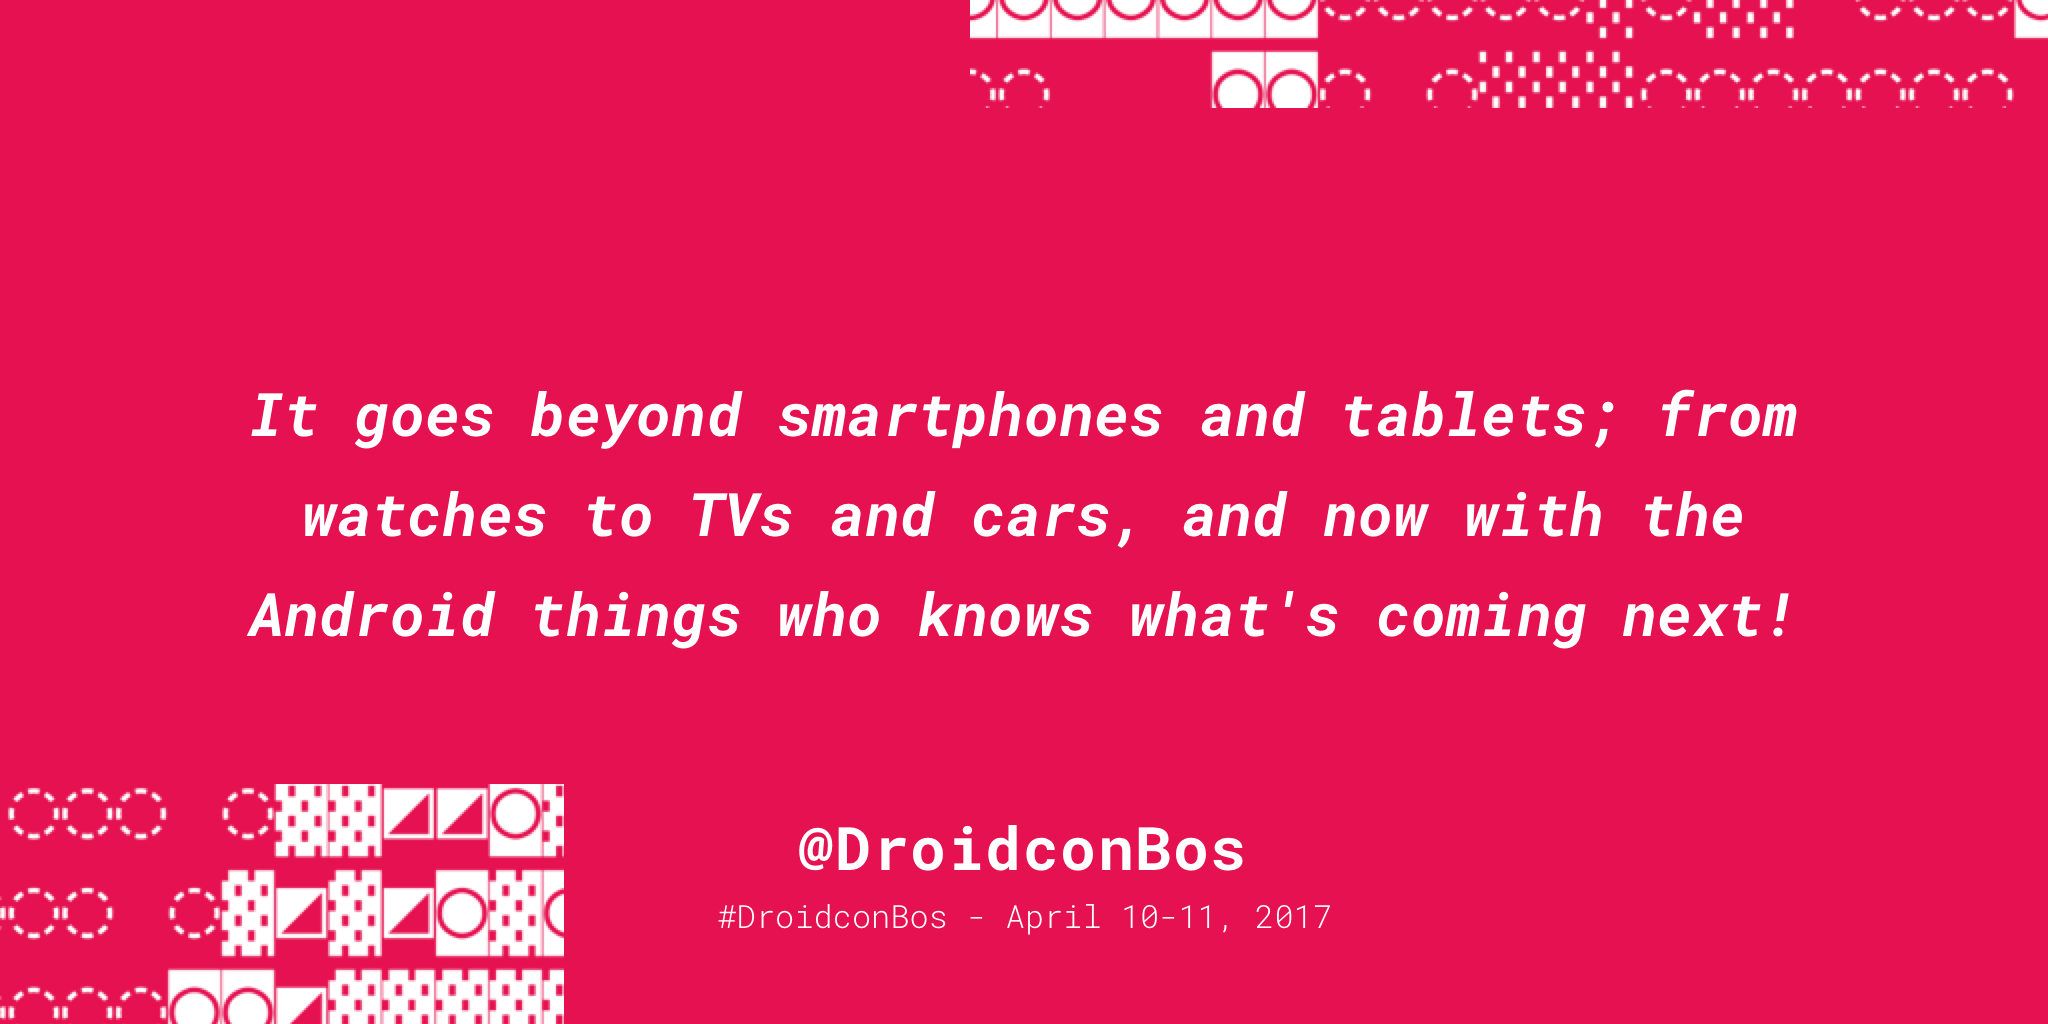 It goes beyond smartphones and tablets; from
watches to TVs and cars, and now with the
Android things who knows what's coming next!
@DroidconBos
#DroidconBos - April 10-11, 2017